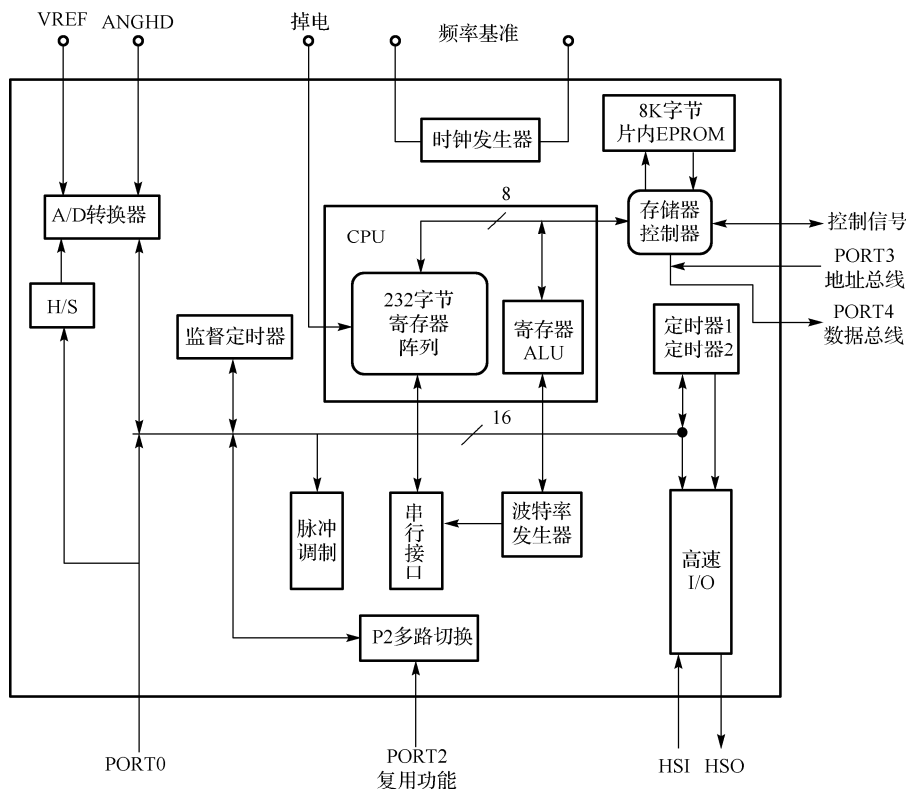 VREF ANGHD 掉电 频率基准
8K字节
片内EPROM
时钟发生器
8
A/D转换器
CPU
存储器
控制器
控制信号
PORT3
地址总线
H/S
232字节
寄存器
阵列
寄存器
ALU
监督定时器
定时器1
定时器2
PORT4
数据总线
16
脉冲
调制
串
行
接
口
波特率
发生器
高速
I/O
P2多路切换
PORT0
PORT2
复用功能
HSI HSO